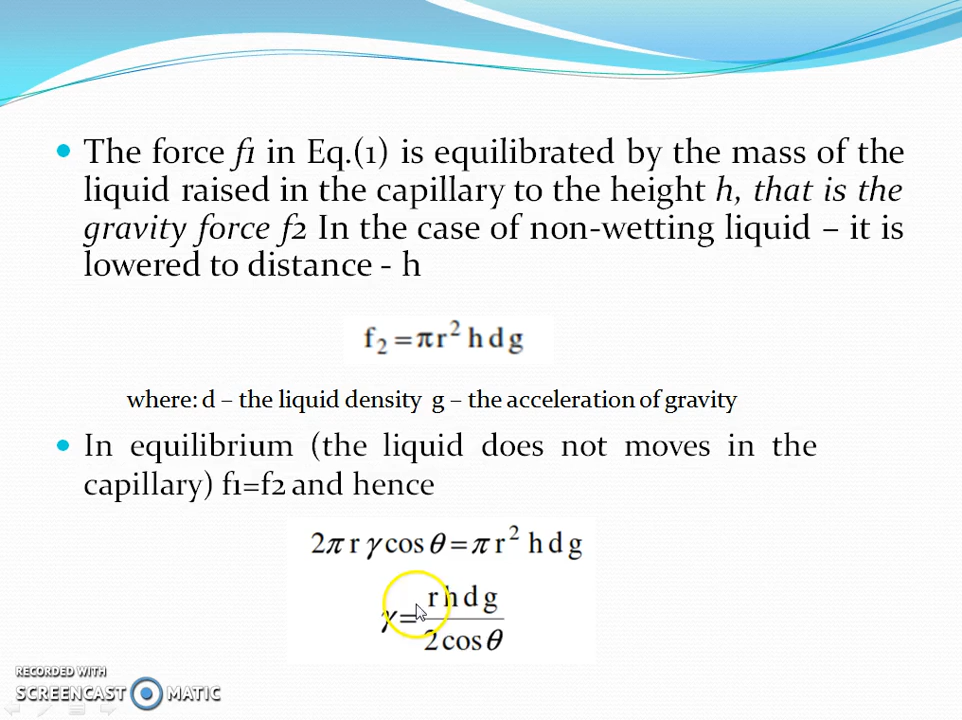 The force f1 in Eq.(1) is equilibrated by the mass of the
liquid raised in the capillary to the height h, that is the
gravity force f2 In the case of non-wetting liquid – it is
lowered to distance - h
f₂ = πr² h d g
where: d – the liquid density g – the acceleration of gravity
In equilibrium (the liquid does not moves in the
capillary) f1=f2 and hence
2π r γ cos θ = π r² h d g
γ = r h d g / 2 cos θ
RECORDED WITH
SCREENCAST MATIC